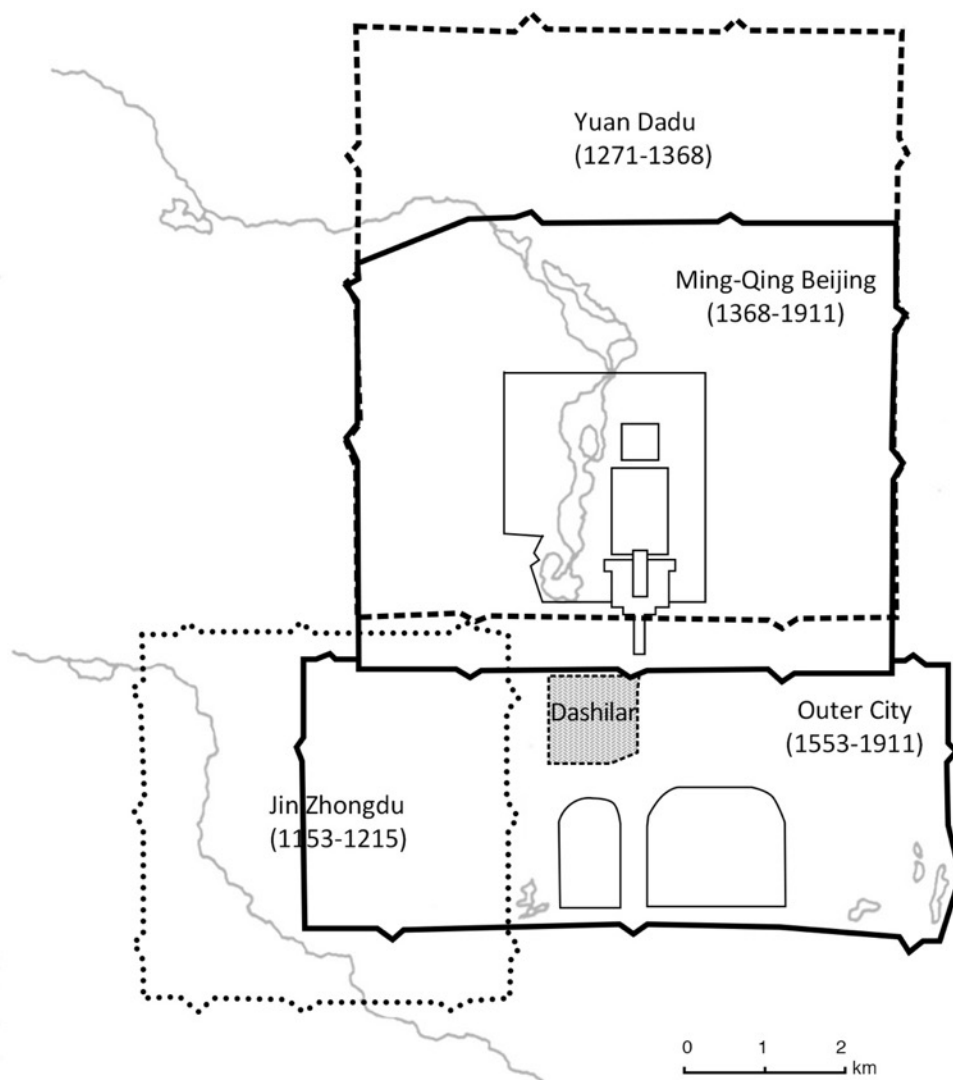 Yuan Dadu
(1271-1368)
Ming-Qing Beijing
(1368-1911)
Dashilar
Outer City
(1553-1911)
Jin Zhongdu
(1153-1215)
0 1 2
km